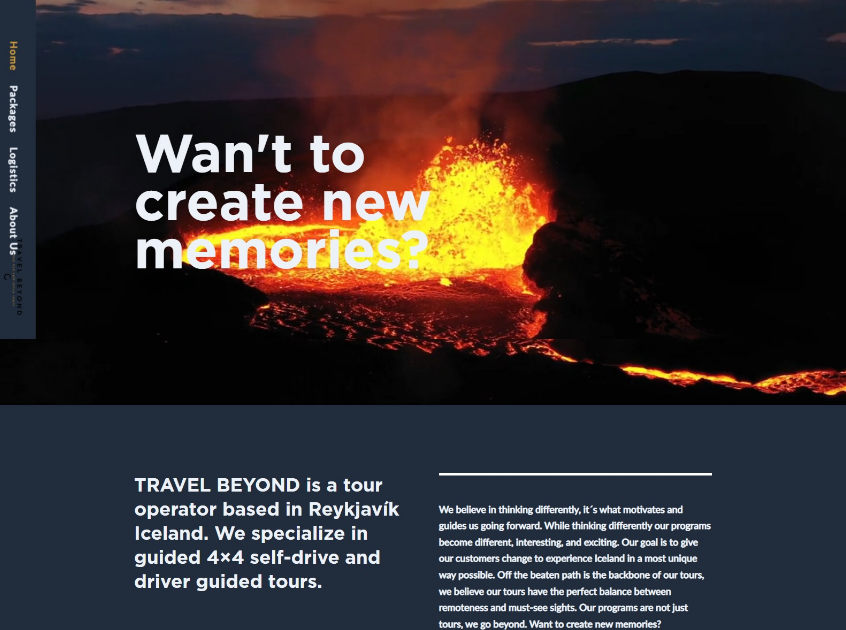 Home
Packages
Logistics
About Us
TRAVEL BEYOND
Wan't to
create new
memories?
TRAVEL BEYOND is a tour
operator based in Reykjavík
Iceland. We specialize in
guided 4×4 self-drive and
driver guided tours.
We believe in thinking differently, it´s what motivates and
guides us going forward. While thinking differently our programs
become different, interesting, and exciting. Our goal is to give
our customers change to experience Iceland in a most unique
way possible. Off the beaten path is the backbone of our tours,
we believe our tours have the perfect balance between
remoteness and must-see sights. Our programs are not just
tours, we go beyond. Want to create new memories?